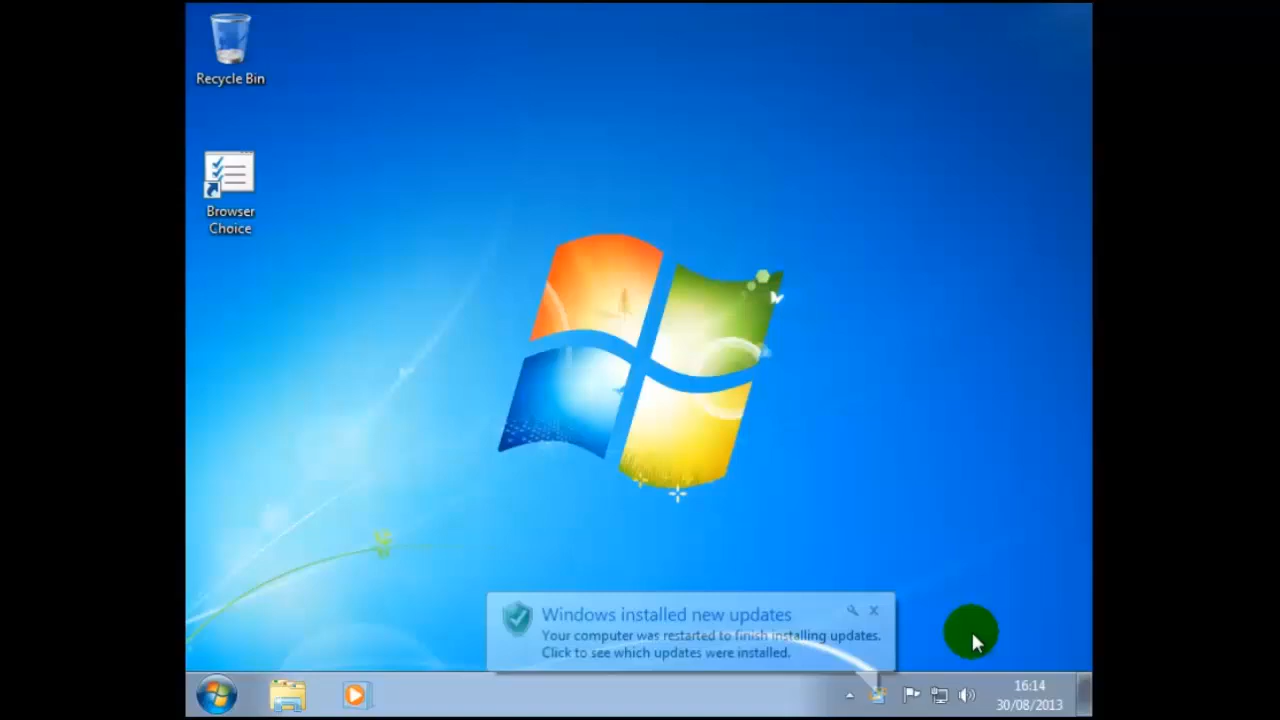 Recycle Bin
Browser
Choice
Windows installed new updates
Your computer was restarted to finish installing updates.
Click to see which updates were installed.
16:14
30/08/2013